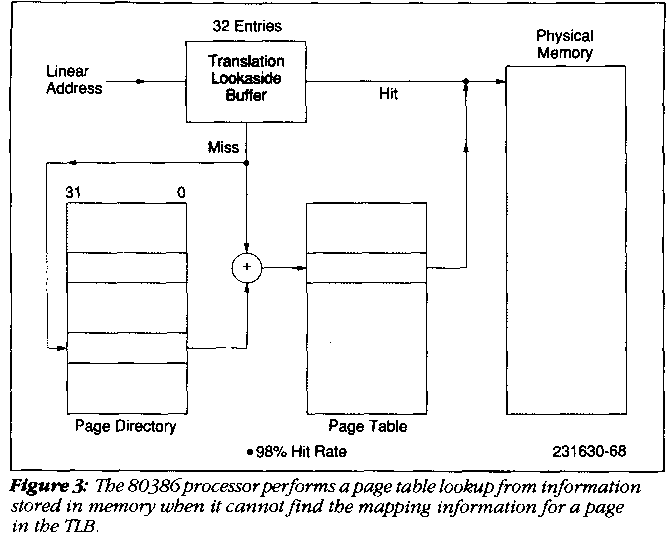 32 Entries
Physical
Memory
Linear
Address
Translation
Lookaside
Buffer
Hit
Miss
31 0
+
Page Directory
Page Table
•98% Hit Rate
231630-68
Figure 3: The 80386 processor performs a page table lookup from information
stored in memory when it cannot find the mapping information for a page
in the TLB.